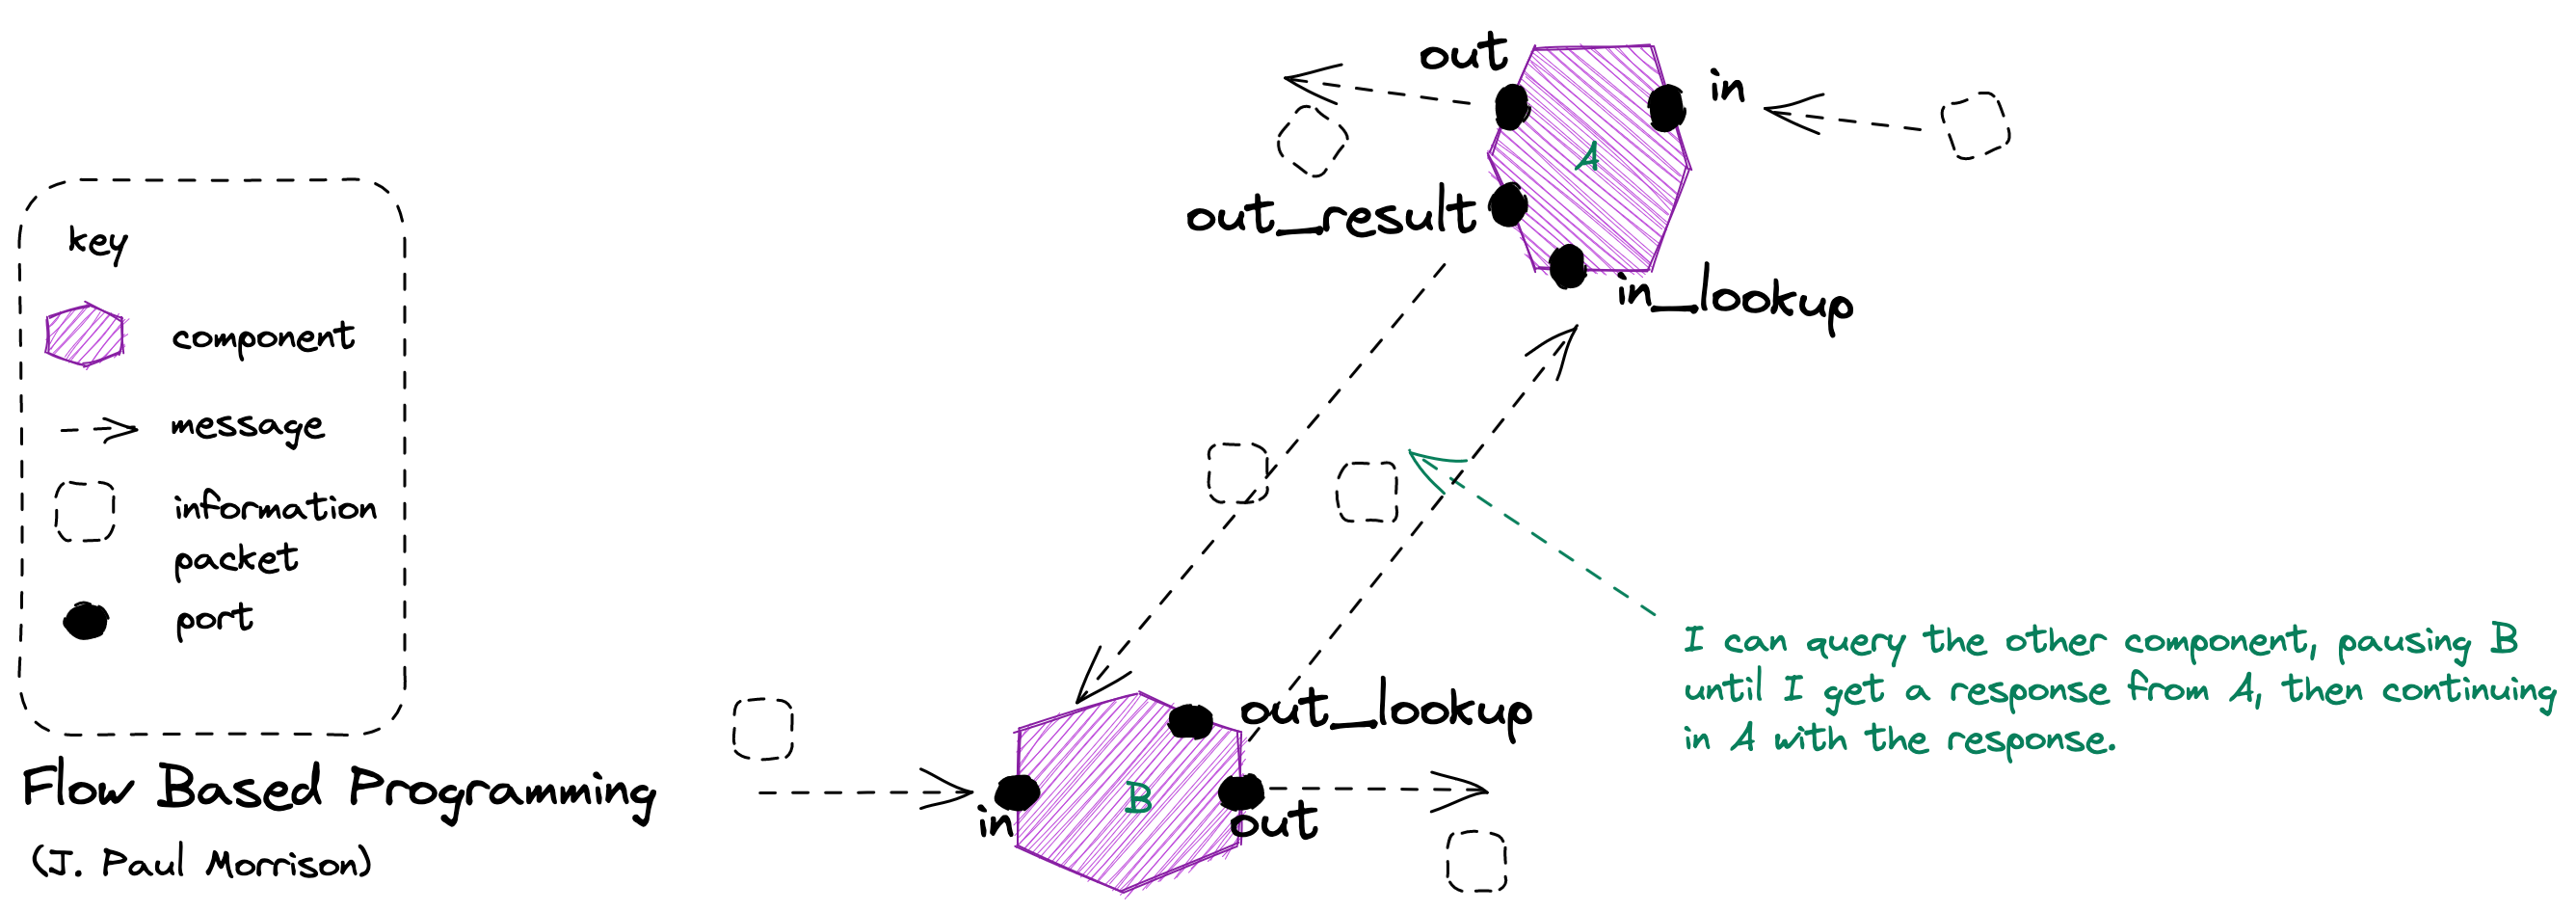 key
component
message
information
packet
port
Flow Based Programming
(J. Paul Morrison)
out
in
A
out_result
in_lookup
I can query the other component, pausing B
until I get a response from A, then continuing
in A with the response.
out_lookup
B
in
out